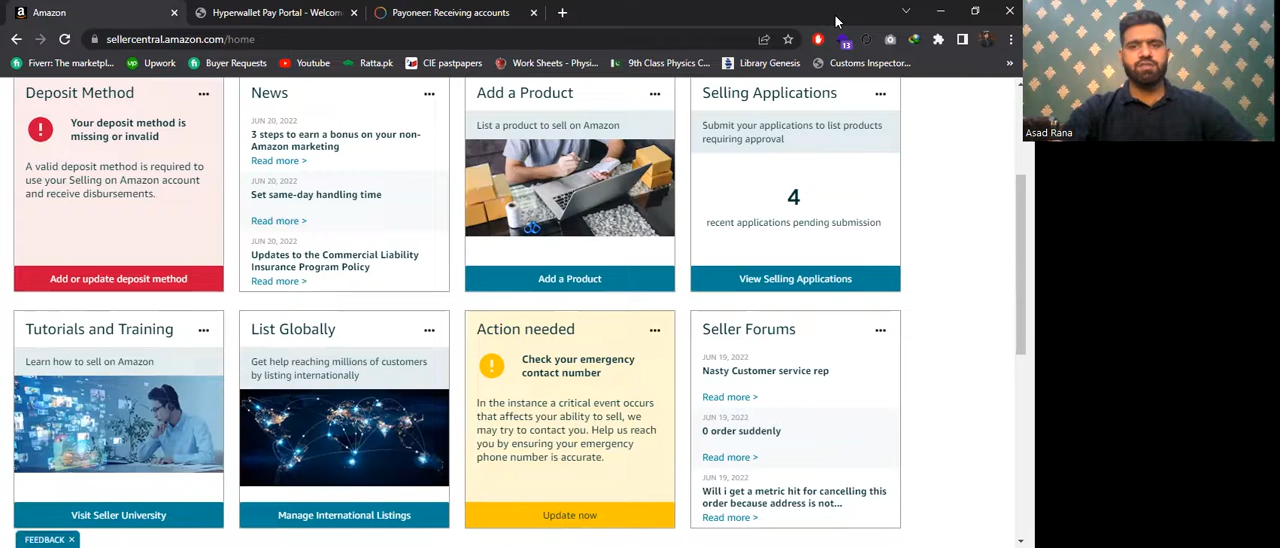 Amazon
Hyperwallet Pay Portal - Welcom
Payoneer: Receiving accounts
sellercentral.amazon.com/home
13
Fiverr: The marketpl...
Upwork
Buyer Requests
YouTube
Ratta.pk
CIE pastpapers
Work Sheets - Physi...
9th Class Physics C...
Library Genesis
Customs Inspector...
Asad Rana
Deposit Method
Your deposit method is
missing or invalid
A valid deposit method is required to
use your Selling on Amazon account
and receive disbursements.
Add or update deposit method
News
JUN 20, 2022
3 steps to earn a bonus on your non-
Amazon marketing
Read more >
JUN 20, 2022
Set same-day handling time
Read more >
JUN 20, 2022
Updates to the Commercial Liability
Insurance Program Policy
Read more >
Add a Product
List a product to sell on Amazon
Add a Product
Selling Applications
Submit your applications to list products
requiring approval
4
recent applications pending submission
View Selling Applications
Tutorials and Training
Learn how to sell on Amazon
Visit Seller University
List Globally
Get help reaching millions of customers
by listing internationally
Manage International Listings
Action needed
Check your emergency
contact number
In the instance a critical event occurs
that affects your ability to sell, we
may try to contact you. Help us reach
you by ensuring your emergency
phone number is accurate.
Update now
Seller Forums
JUN 19, 2022
Nasty Customer service rep
Read more >
JUN 19, 2022
0 order suddenly
Read more >
JUN 19, 2022
Will i get a metric hit for cancelling this
order because address is not...
Read more >
FEEDBACK